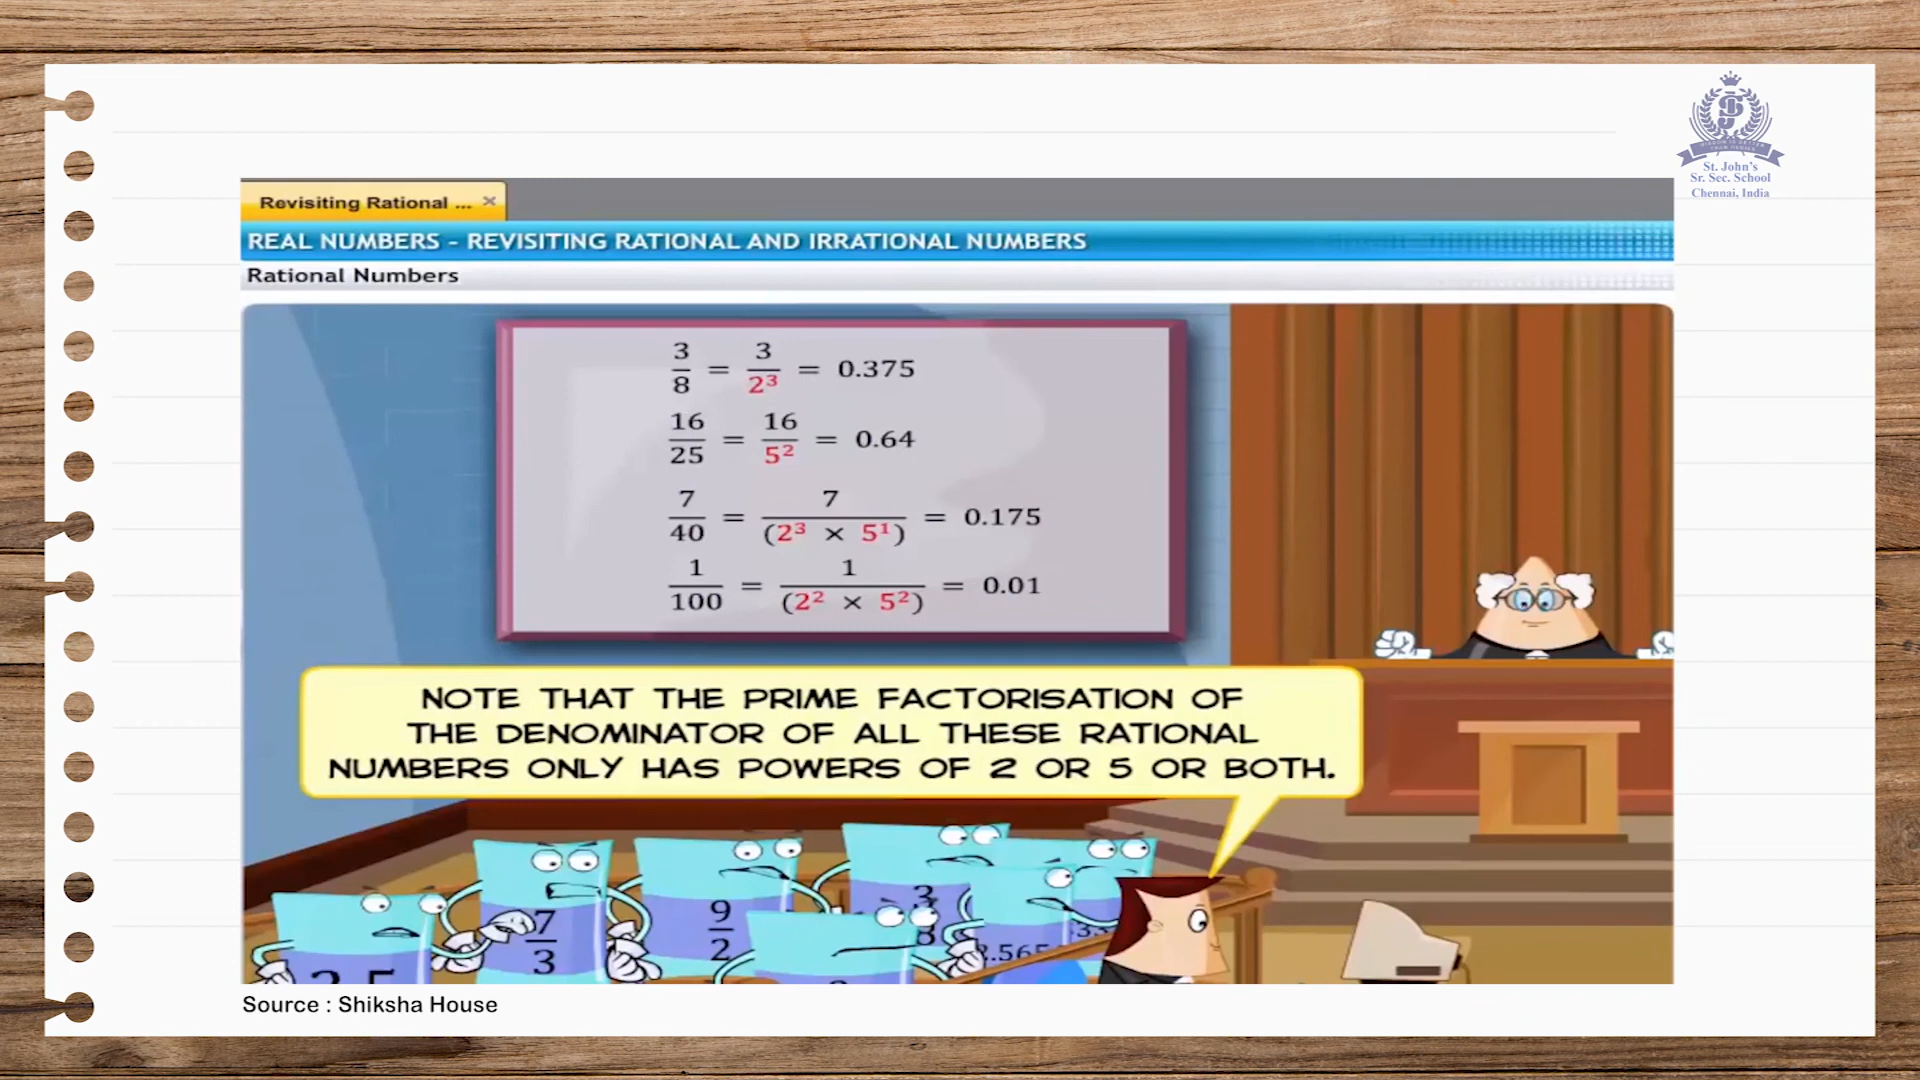 St. John's
Sr. Sec. School
Chennai, India
Revisiting Rational ... ×
REAL NUMBERS - REVISITING RATIONAL AND IRRATIONAL NUMBERS
Rational Numbers
3/8 = 3/2³ = 0.375
16/25 = 16/5² = 0.64
7/40 = 7/(2³ × 5¹) = 0.175
1/100 = 1/(2² × 5²) = 0.01
NOTE THAT THE PRIME FACTORISATION OF
THE DENOMINATOR OF ALL THESE RATIONAL
NUMBERS ONLY HAS POWERS OF 2 OR 5 OR BOTH.
7/3
9/2
3/8
Source : Shiksha House